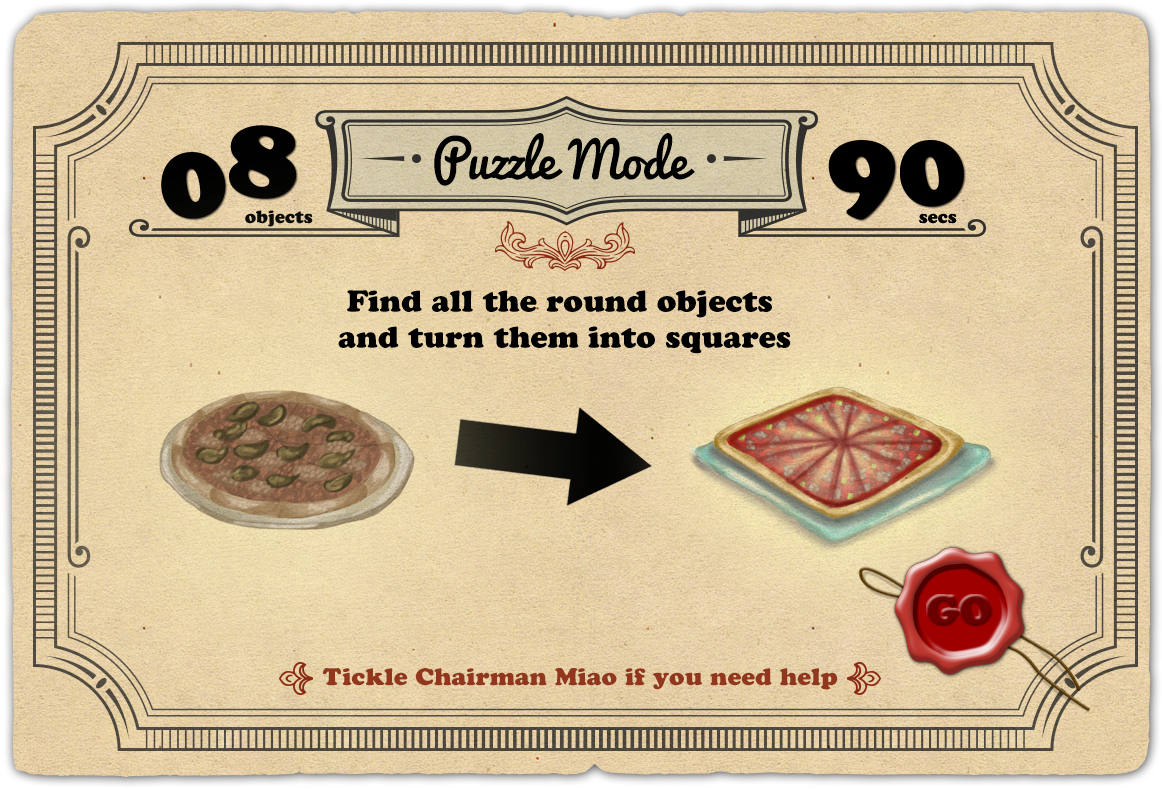 08
objects
Puzzle Mode
90
secs
Find all the round objects
and turn them into squares
GO
Tickle Chairman Miao if you need help